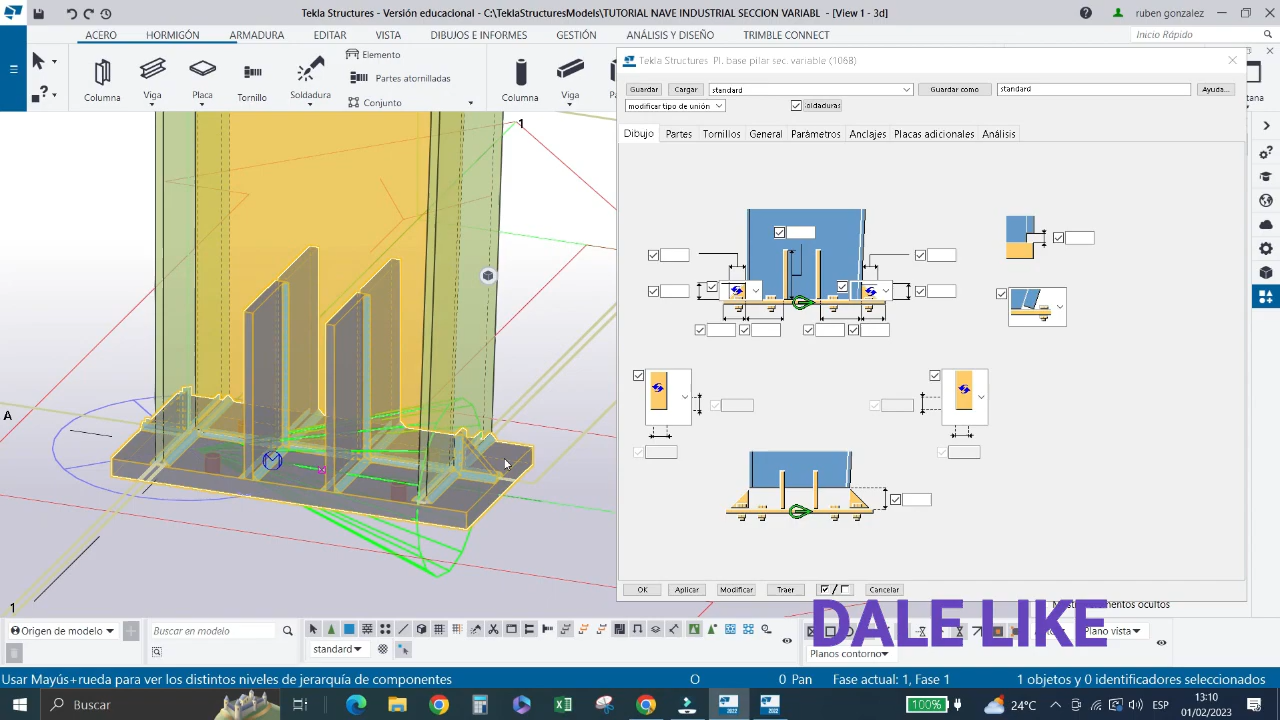 Tekla Structures - Versión educacional - C:\TeklaStructuresModels\TUTORIAL NAVE INDUSTRIAL SECCION VARIABL - [View 1 - 3d]
ruben gonzalez
ACERO HORMIGÓN ARMADURA EDITAR VISTA DIBUJOS E INFORMES GESTIÓN ANÁLISIS Y DISEÑO TRIMBLE CONNECT
Inicio Rápido
Elemento
Partes atornilladas
Conjunto
Columna Viga Placa Tornillo Soldadura
Columna Viga
Tekla Structures Pl. base pilar sec. variable (1068)
Guardar Cargar standard Guardar como standard Ayuda...
modificar tipo de unión
soldaduras
Dibujo Partes Tornillos General Parámetros Anclajes Placas adicionales Análisis
1
A
1
OK Aplicar Modificar Traer Cancelar
DALE LIKE
Origen de modelo
Buscar en modelo
standard
Plano vista
Planos contorno
Usar Mayús+rueda para ver los distintos niveles de jerarquía de componentes
O
0 Pan
Fase actual: 1, Fase 1
1 objetos y 0 identificadores seleccionados
Buscar
100%
24°C
ESP
13:10
01/02/2023